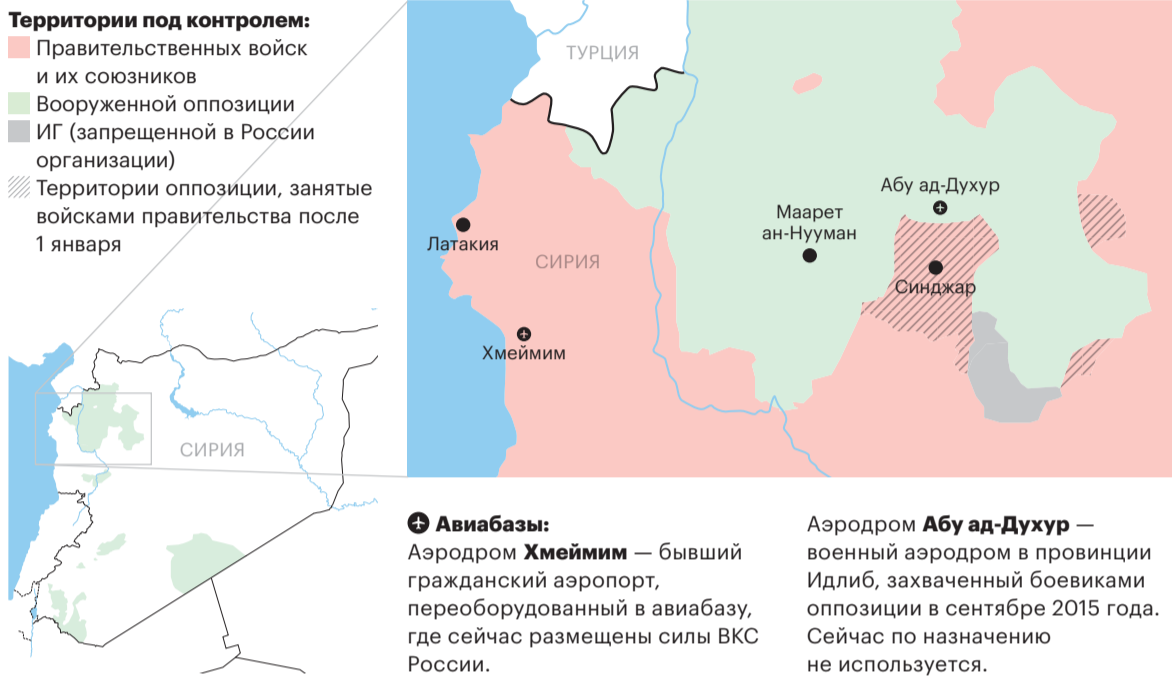 Территории под контролем:
Правительственных войск
и их союзников
Вооруженной оппозиции
ИГ (запрещенной в России
организации)
Территории оппозиции, занятые
войсками правительства после
1 января
ТУРЦИЯ
Абу ад-Духур
Маарет
ан-Нууман
Латакия
СИРИЯ
Синджар
Хмеймим
СИРИЯ
Авиабазы:
Аэродром Хмеймим — бывший
гражданский аэропорт,
переоборудованный в авиабазу,
где сейчас размещены силы ВКС
России.
Аэродром Абу ад-Духур —
военный аэродром в провинции
Идлиб, захваченный боевиками
оппозиции в сентябре 2015 года.
Сейчас по назначению
не используется.